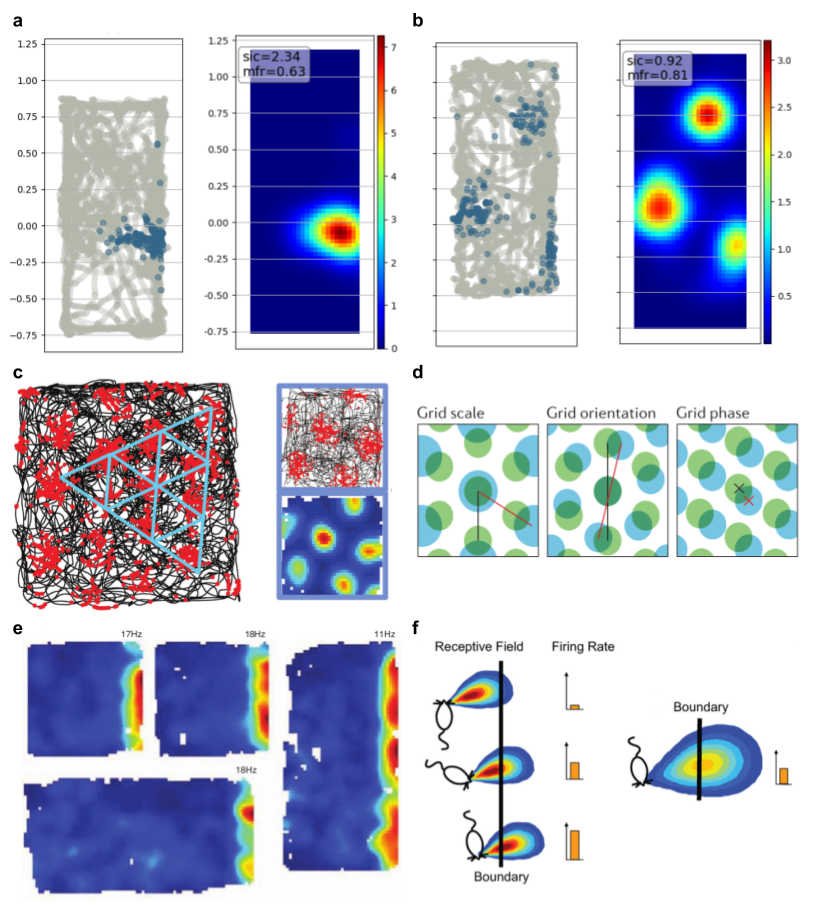 a
b
1.25
1.00
0.75
0.50
0.25
0.00
−0.25
−0.50
−0.75
1.25
1.00
0.75
0.50
0.25
0.00
−0.25
−0.50
−0.75
sic=2.34
mfr=0.63
7
6
5
4
3
2
1
0
sic=0.92
mfr=0.81
3.0
2.5
2.0
1.5
1.0
0.5
c
d
Grid scale
Grid orientation
Grid phase
e
f
17Hz
18Hz
11Hz
18Hz
Receptive Field
Firing Rate
Boundary
Boundary